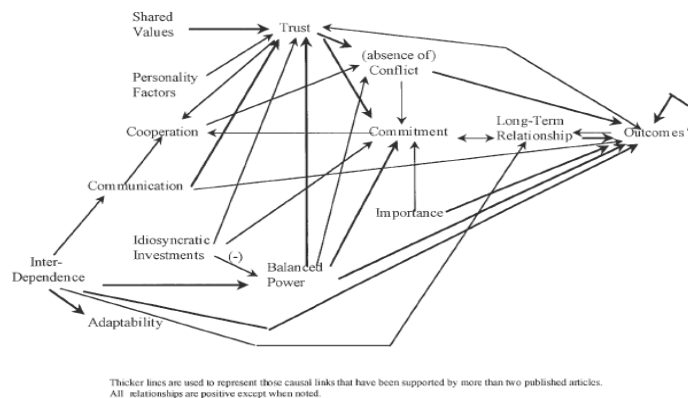 Shared
Values
Trust
(absence of)
Conflict
Personality
Factors
Cooperation
Commitment
Long-Term
Relationship
Outcomes
Communication
Importance
Idiosyncratic
Investments
(-)
Inter-
Dependence
Balanced
Power
Adaptability
Thicker lines are used to represent those causal links that have been supported by more than two published articles.
All relationships are positive except when noted.